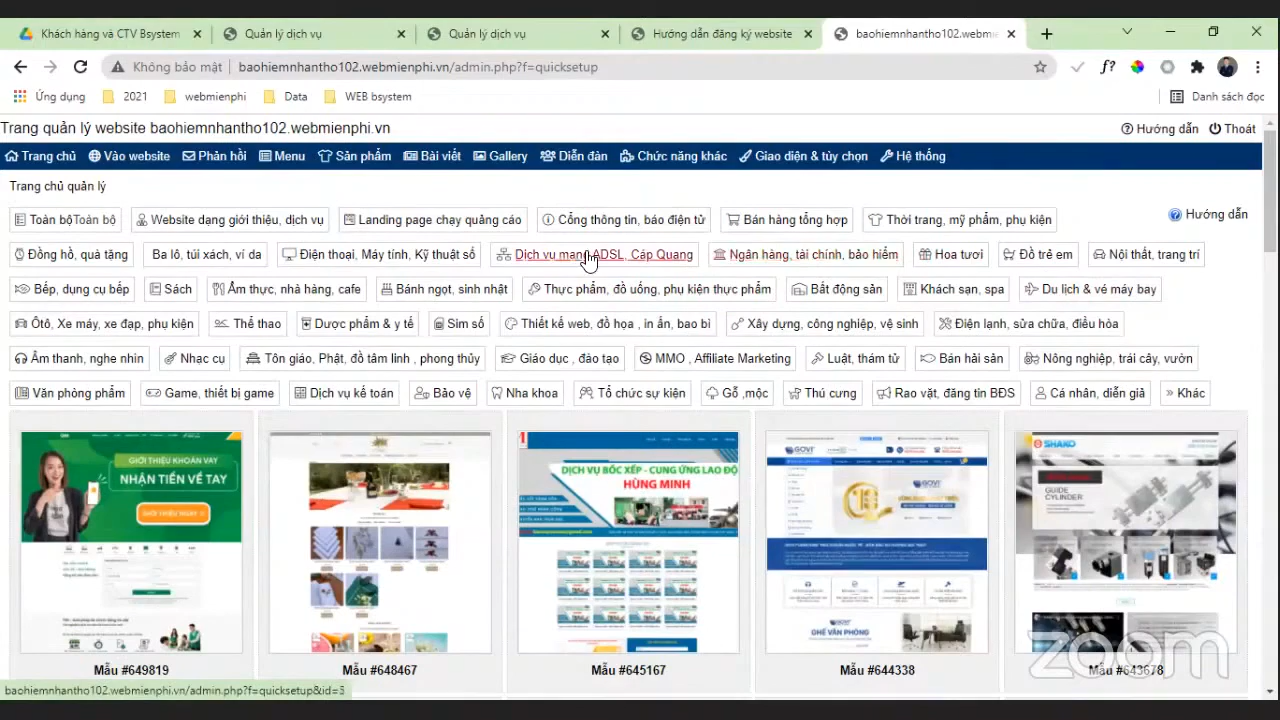 Khách hàng và CTV Bsystem
Quản lý dịch vụ
Quản lý dịch vụ
Hướng dẫn đăng ký website
baohiemnhantho102.webmie
Không bảo mật
baohiemnhantho102.webmienphi.vn/admin.php?f=quicksetup
Ứng dụng
2021
webmienphi
Data
WEB bsystem
Danh sách đọc
Trang quản lý website baohiemnhantho102.webmienphi.vn
Hướng dẫn
Thoát
Trang chủ
Vào website
Phản hồi
Menu
Sản phẩm
Bài viết
Gallery
Diễn đàn
Chức năng khác
Giao diện & tùy chọn
Hệ thống
Trang chủ quản lý
Toàn bộToàn bộ
Website dạng giới thiệu, dịch vụ
Landing page chạy quảng cáo
Cổng thông tin, báo điện tử
Bán hàng tổng hợp
Thời trang, mỹ phẩm, phụ kiện
Hướng dẫn
Đồng hồ, quà tăng
Ba lô, túi xách, ví da
Điện thoại, Máy tính, Kỹ thuật số
Dịch vụ mạng ADSL, Cáp Quang
Ngân hàng, tài chính, bảo hiểm
Hoa tươi
Đồ trẻ em
Nội thất, trang trí
Bếp, dụng cụ bếp
Sách
Ẩm thực, nhà hàng, cafe
Bánh ngọt, sinh nhật
Thực phẩm, đồ uống, phụ kiện thực phẩm
Bất động sản
Khách sạn, spa
Du lịch & vé máy bay
Ôtô, Xe máy, xe đạp, phụ kiện
Thể thao
Dược phẩm & y tế
Sim số
Thiết kế web, đồ họa , in ấn, bao bì
Xây dựng, công nghiệp, vệ sinh
Điện lạnh, sửa chữa, điều hòa
Âm thanh, nghe nhìn
Nhạc cụ
Tôn giáo, Phật, đồ tâm linh , phong thủy
Giáo dục , đào tạo
MMO , Affiliate Marketing
Luật, thám tử
Bán hải sản
Nông nghiệp, trái cây, vườn
Văn phòng phẩm
Game, thiết bị game
Dịch vụ kế toán
Bảo vệ
Nha khoa
Tổ chức sự kiện
Gỗ ,mộc
Thú cưng
Rao vặt, đăng tin BĐS
Cá nhân, diễn giả
Khác
GIỚI THIỆU KHOẢN VAY
NHẬN TIỀN VỀ TAY
DỊCH VỤ BỐC XẾP - CUNG ỨNG LAO ĐỘ
HÙNG MINH
GOVI
GOVI
GHẾ VĂN PHÒNG
SHAKO
GUIDE
CYLINDER
zoom
Mẫu #649819
Mẫu #648467
Mẫu #645167
Mẫu #644338
Mẫu #643678
baohiemnhantho102.webmienphi.vn/admin.php?f=quicksetup&id=3